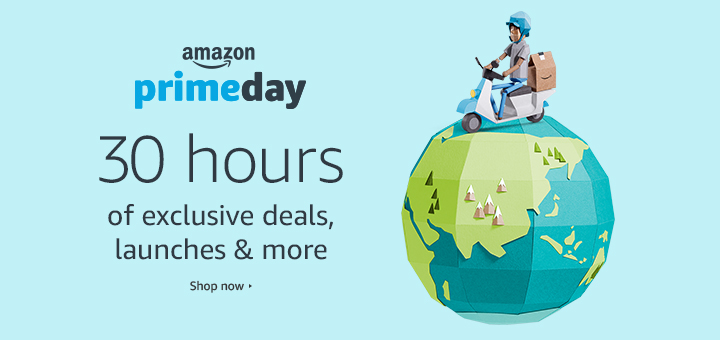 amazon
primeday
30 hours
of exclusive deals,
launches & more
Shop now ▸